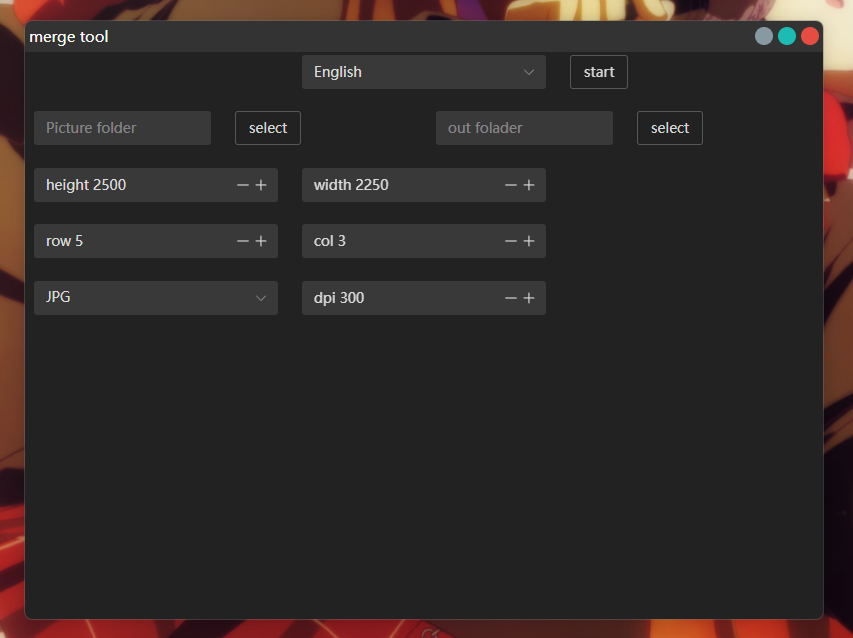 merge tool
English start
Picture folder select out folader select
height 2500 width 2250
row 5 col 3
JPG dpi 300